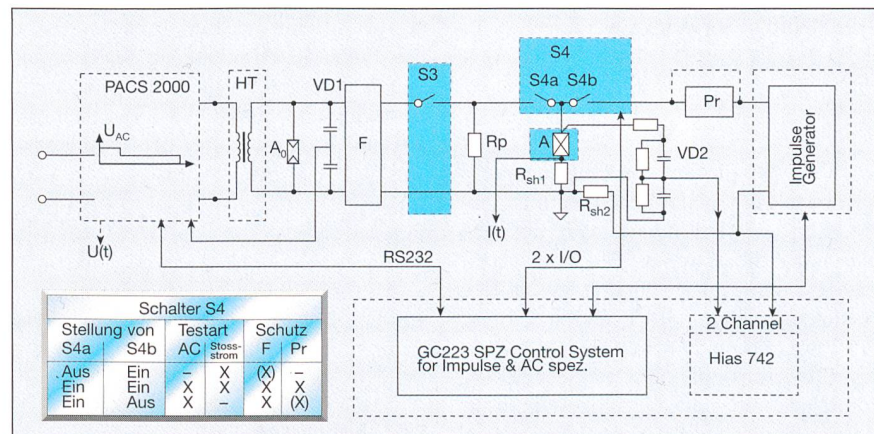 PACS 2000
HT
VD1
S3
S4
S4a S4b
Pr
U_AC
A₀
F
Rp
A
R_sh1
R_sh2
VD2
Impulse Generator
U(t)
I(t)
RS232
2 x I/O
Schalter S4
Stellung von Testart Schutz
S4a S4b AC Stoss-strom F Pr
Aus Ein – X (X) –
Ein Ein X X X X
Ein Aus X – X (X)
GC223 SPZ Control System
for Impulse & AC spez.
2 Channel
Hias 742